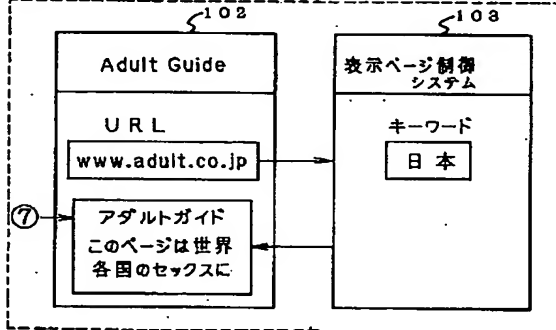 102
103
Adult Guide
表示ページ制御
システム
URL
キーワード
www.adult.co.jp
日本
⑦
アダルトガイド
このページは世界
各国のセックスに